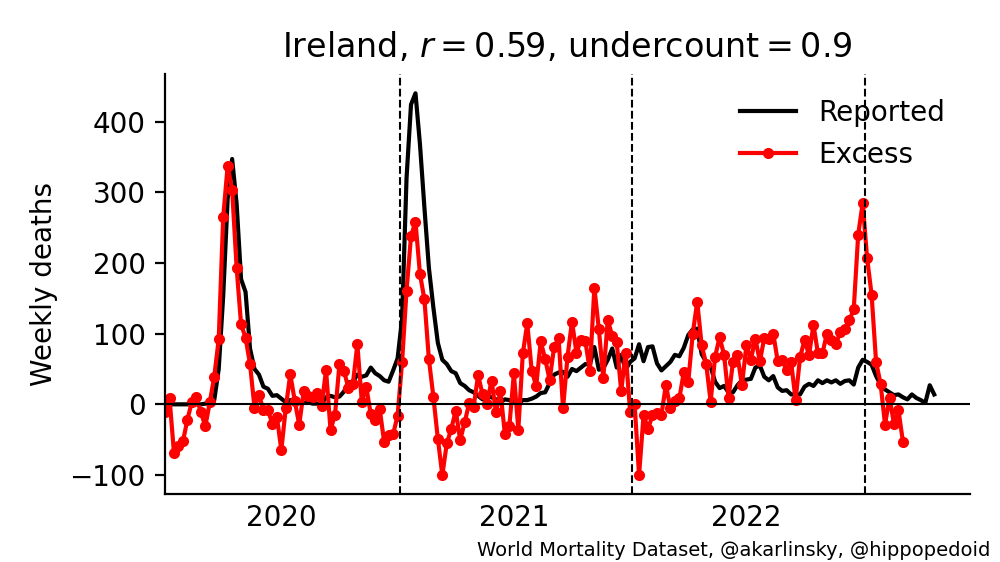 Ireland, r = 0.59, undercount = 0.9
Weekly deaths
400
300
200
100
0
−100
Reported
Excess
2020 2021 2022
World Mortality Dataset, @akarlinsky, @hippopedoid